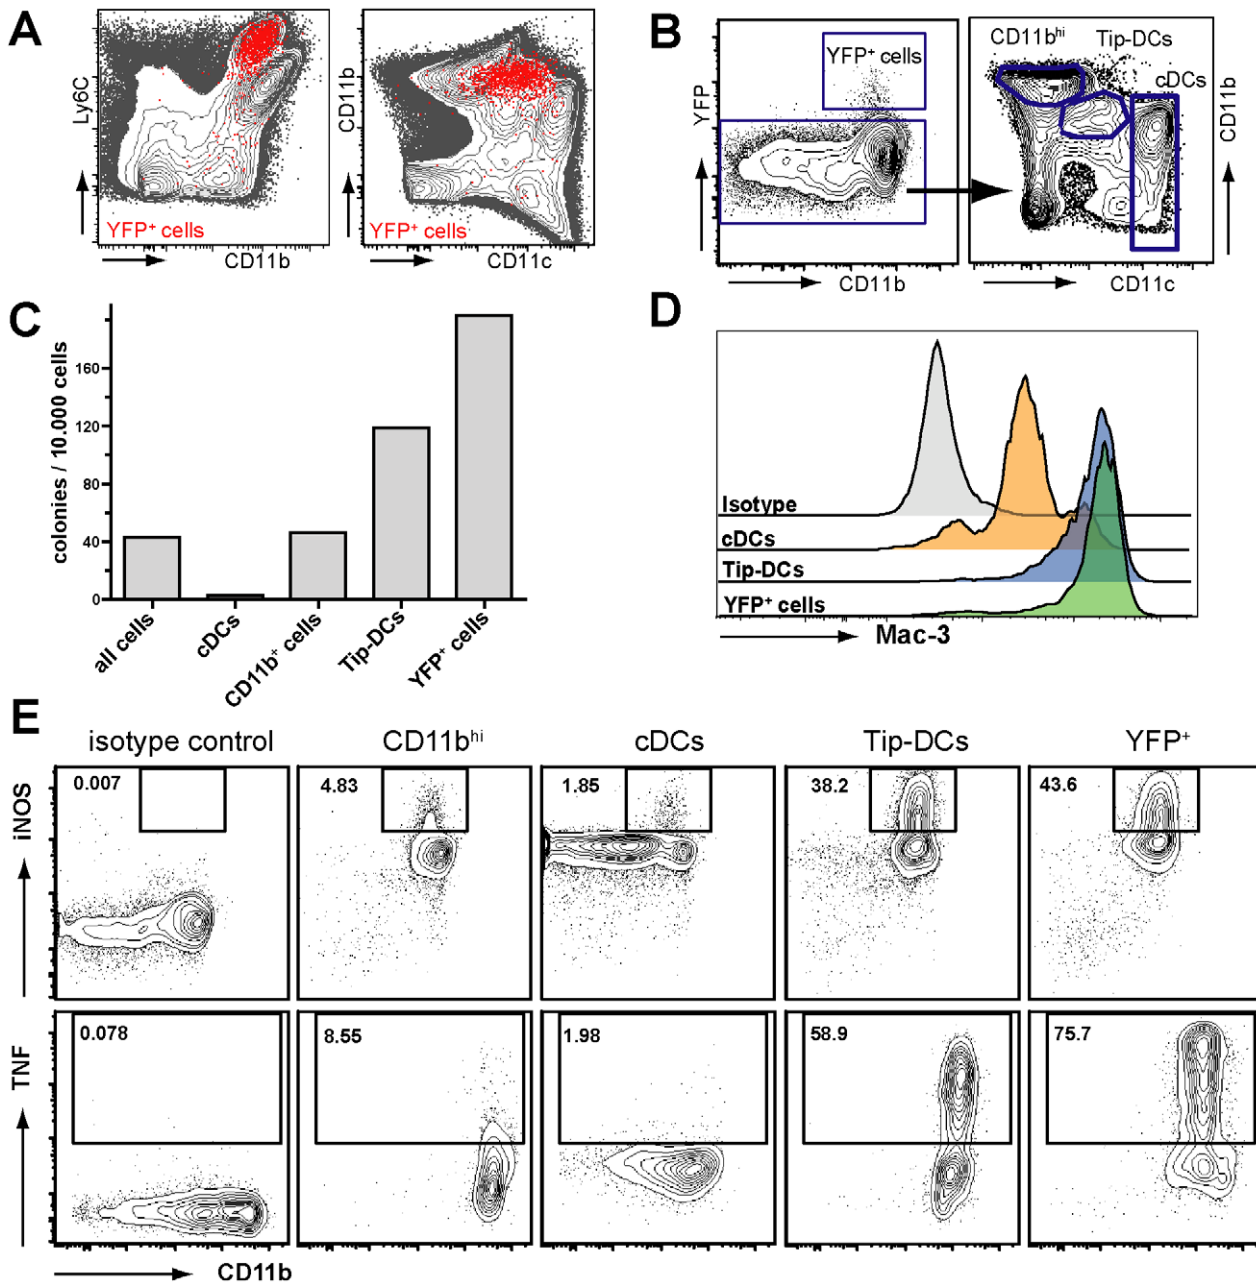 A
Ly6C
YFP⁺ cells
CD11b
CD11b
YFP⁺ cells
CD11c
B
YFP
YFP⁺ cells
CD11b
CD11bʰⁱ
Tip-DCs
cDCs
CD11b
CD11c
C
colonies / 10.000 cells
160
120
80
40
0
all cells
cDCs
CD11b⁺ cells
Tip-DCs
YFP⁺ cells
D
Isotype
cDCs
Tip-DCs
YFP⁺ cells
Mac-3
E
isotype control
CD11bʰⁱ
cDCs
Tip-DCs
YFP⁺
iNOS
0.007
4.83
1.85
38.2
43.6
TNF
0.078
8.55
1.98
58.9
75.7
CD11b